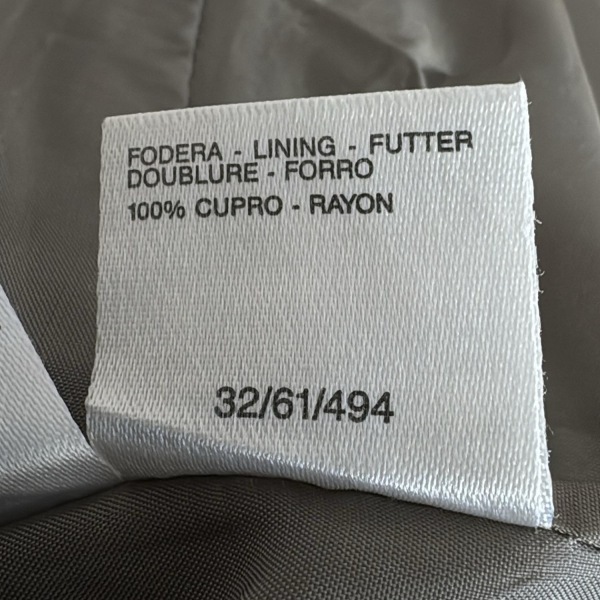 FODERA - LINING - FUTTER
DOUBLURE - FORRO
100% CUPRO - RAYON
32/61/494